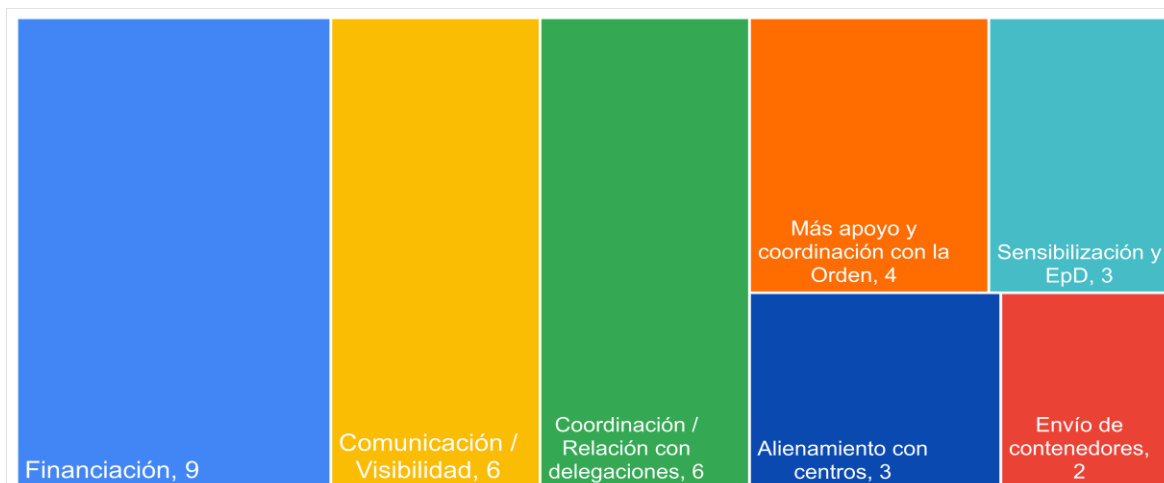 Financiación, 9
Comunicación /
Visibilidad, 6
Coordinación /
Relación con
delegaciones, 6
Más apoyo y
coordinación con la
Orden, 4
Sensibilización y
EpD, 3
Alienamiento con
centros, 3
Envío de
contenedores,
2